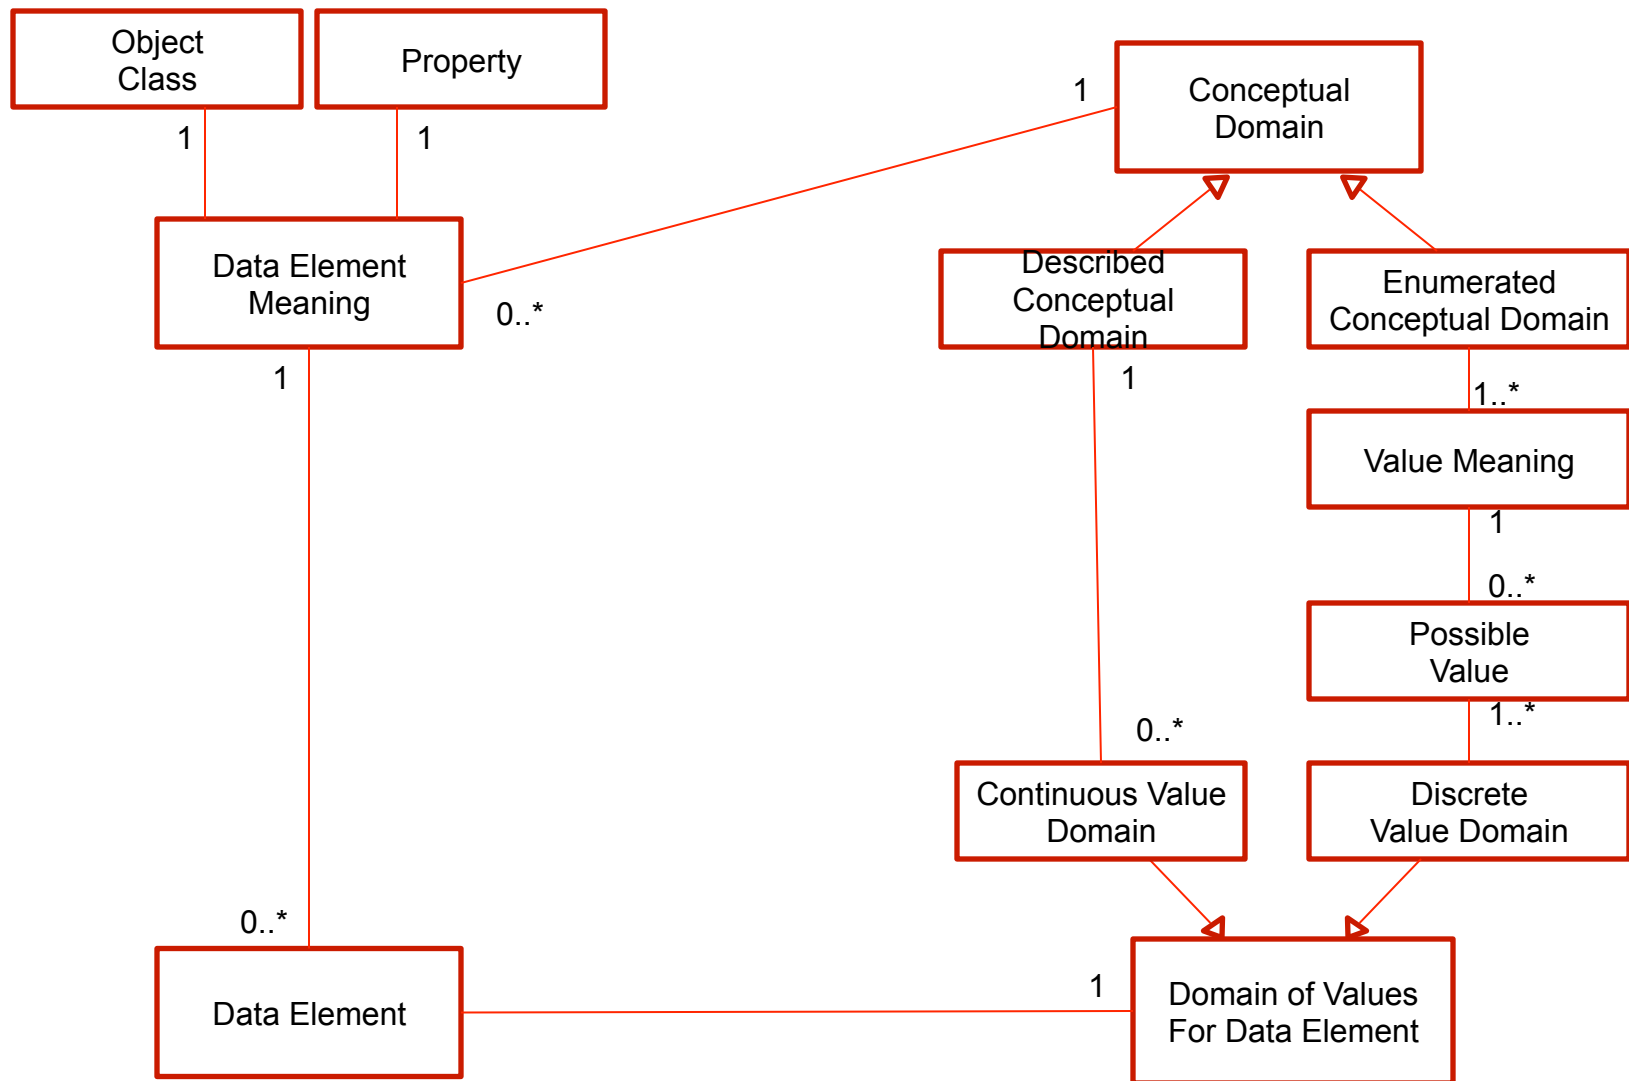 Object
Class
Property
1
1
1
Conceptual
Domain
Data Element
Meaning
0..*
Described
Conceptual
Domain
Enumerated
Conceptual Domain
1
1
1..*
Value Meaning
1
0..*
Possible
Value
1..*
0..*
Continuous Value
Domain
Discrete
Value Domain
0..*
Data Element
1
Domain of Values
For Data Element